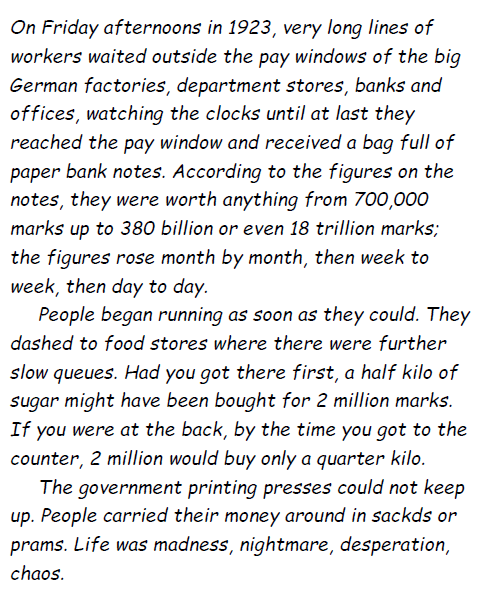 On Friday afternoons in 1923, very long lines of
workers waited outside the pay windows of the big
German factories, department stores, banks and
offices, watching the clocks until at last they
reached the pay window and received a bag full of
paper bank notes. According to the figures on the
notes, they were worth anything from 700,000
marks up to 380 billion or even 18 trillion marks;
the figures rose month by month, then week to
week, then day to day.
People began running as soon as they could. They
dashed to food stores where there were further
slow queues. Had you got there first, a half kilo of
sugar might have been bought for 2 million marks.
If you were at the back, by the time you got to the
counter, 2 million would buy only a quarter kilo.
The government printing presses could not keep
up. People carried their money around in sackds or
prams. Life was madness, nightmare, desperation,
chaos.